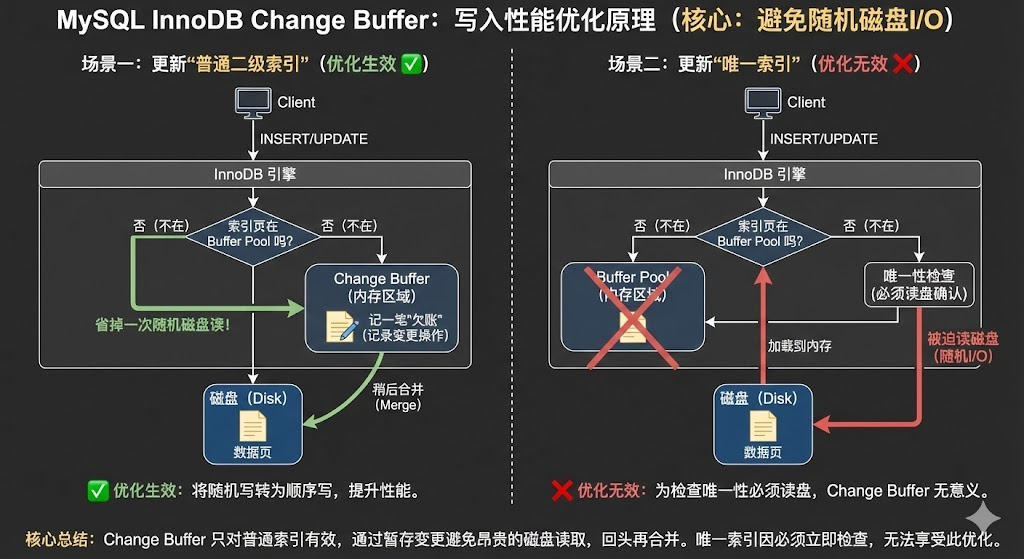 MySQL InnoDB Change Buffer：写入性能优化原理（核心：避免随机磁盘I/O）
场景一：更新“普通二级索引”（优化生效 ✅）
Client
INSERT/UPDATE
InnoDB 引擎
否（不在）
索引页在
Buffer Pool 吗?
否（不在）
Change Buffer
(内存区域)
记一笔"欠账"
(记录变更操作)
省掉一次随机磁盘读!
稍后合并
（Merge）
磁盘（Disk）
数据页
✅ 优化生效：将随机写转为顺序写，提升性能。
场景二：更新“唯一索引”（优化无效 ❌）
Client
INSERT/UPDATE
InnoDB 引擎
否（不在）
索引页在
Buffer Pool 吗?
否（不在）
Buffer Pool
(内存区域)
唯一性检查
(必须读盘确认)
加载到内存
被迫读磁盘
(随机I/O)
磁盘（Disk）
数据页
❌ 优化无效：为检查唯一性必须读盘，Change Buffer 无意义。
核心总结：Change Buffer 只对普通索引有效，通过暂存变更避免昂贵的磁盘读取，回头再合并。唯一索引因必须立即检查，无法享受此优化。